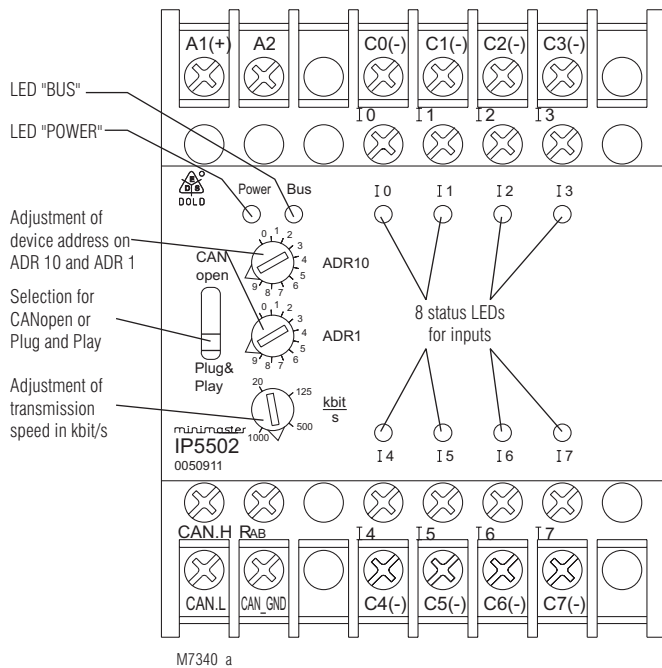 A1(+) A2 C0(-) C1(-) C2(-) C3(-)
I0 I1 I2 I3
LED "BUS"
LED "POWER"
E D S
DOLD
Power Bus
I0 I1 I2 I3
Adjustment of
device address on
ADR 10 and ADR 1
0 1 2 3 4 5 6 7 8 9
ADR10
CAN
open
Selection for
CANopen or
Plug and Play
0 1 2 3 4 5 6 7 8 9
ADR1
8 status LEDs
for inputs
Plug&
Play
Adjustment of
transmission
speed in kbit/s
20 125 500 1000
kbit
s
minimaster
IP5502
0050911
I4 I5 I6 I7
CAN.H RAB I4 I5 I6 I7
CAN.L CAN_GND C4(-) C5(-) C6(-) C7(-)
M7340_a